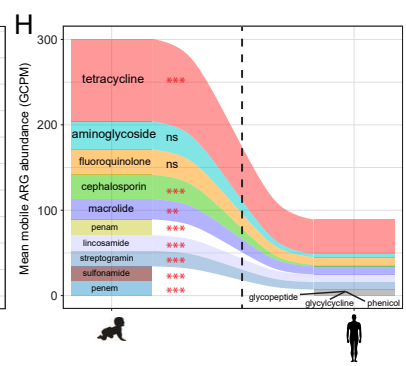 H
Mean mobile ARG abundance (GCPM)
300
200
100
0
tetracycline ***
aminoglycoside ns
fluoroquinolone ns
cephalosporin ***
macrolide **
penam ***
lincosamide ***
streptogramin ***
sulfonamide ***
penem ***
glycopeptide
glycylcycline phenicol